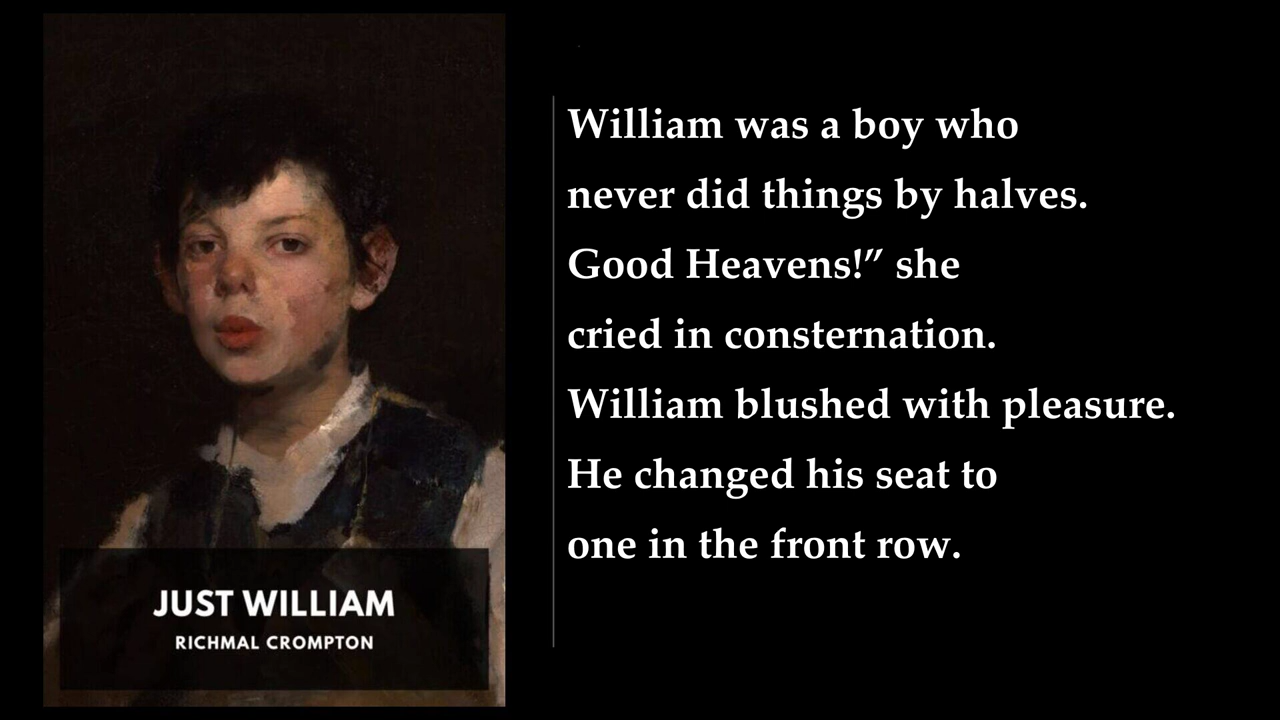 JUST WILLIAM
RICHMAL CROMPTON
William was a boy who
never did things by halves.
Good Heavens!” she
cried in consternation.
William blushed with pleasure.
He changed his seat to
one in the front row.